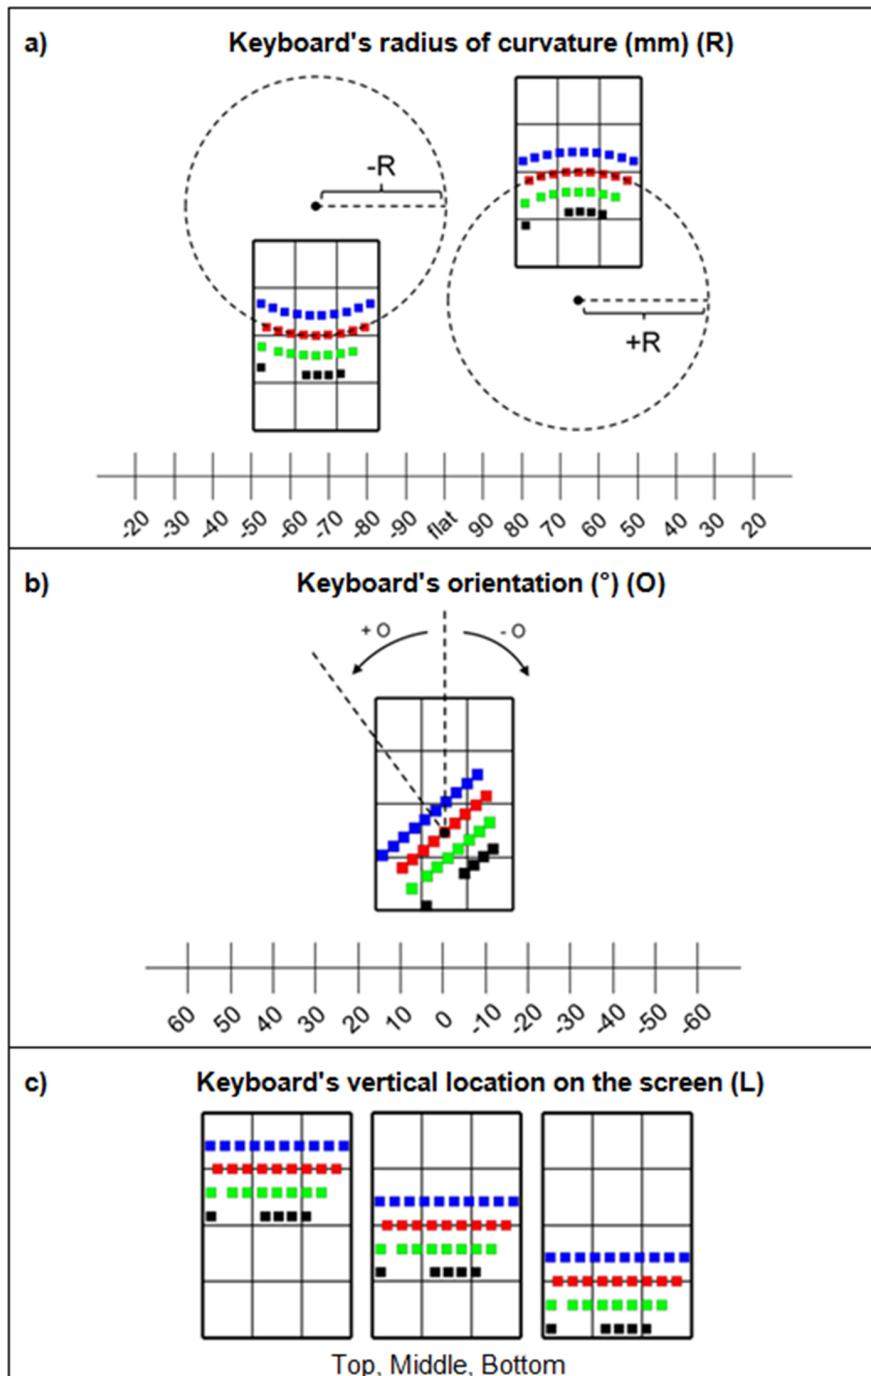 a) Keyboard's radius of curvature (mm) (R)
-R
+R
-20 -30 -40 -50 -60 -70 -80 -90 flat 90 80 70 60 50 40 30 20
b) Keyboard's orientation (°) (O)
+ O - O
60 50 40 30 20 10 0 -10 -20 -30 -40 -50 -60
c) Keyboard's vertical location on the screen (L)
Top, Middle, Bottom